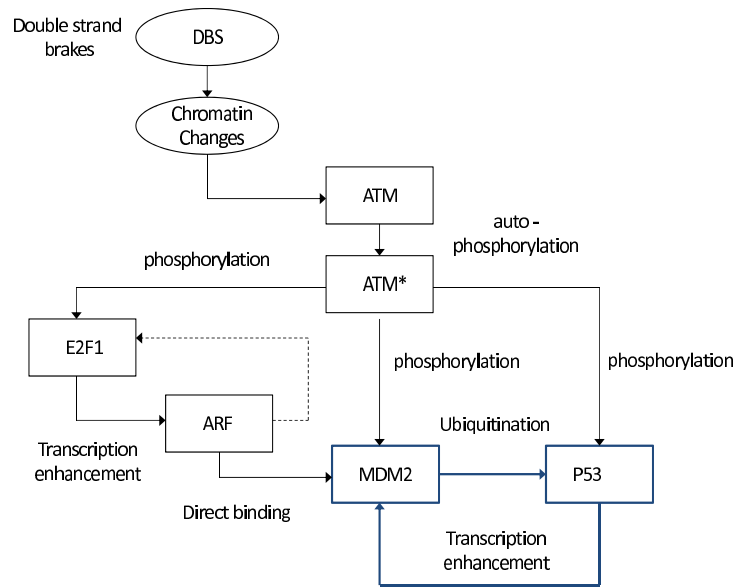 Double strand
brakes
DBS
Chromatin
Changes
ATM
auto -
phosphorylation
phosphorylation
ATM*
E2F1
phosphorylation
phosphorylation
ARF
Ubiquitination
Transcription
enhancement
MDM2
P53
Direct binding
Transcription
enhancement